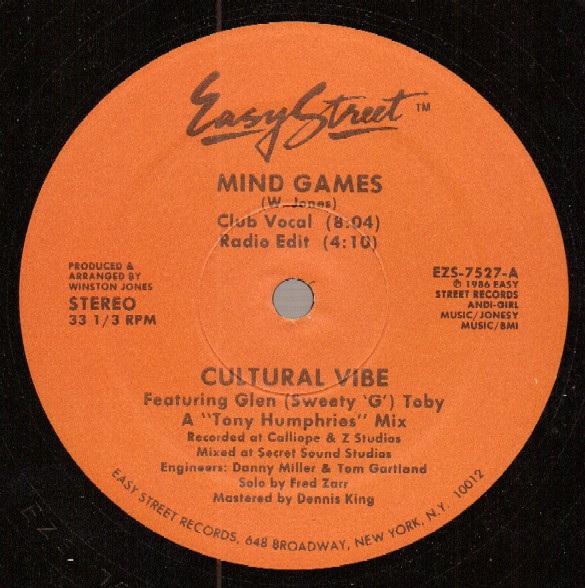 Easy Street ™
MIND GAMES
(W. Jones)
Club Vocal (8:04)
Radio Edit (4:10)
PRODUCED &
ARRANGED BY
WINSTON JONES
STEREO
33 1/3 RPM
EZS-7527-A
℗ 1986 EASY
STREET RECORDS
ANDI-GIRL
MUSIC/JONESY
MUSIC/BMI
CULTURAL VIBE
Featuring Glen (Sweety 'G') Toby
A "Tony Humphries" Mix
Recorded at Calliope & Z Studios
Mixed at Secret Sound Studios
Engineers: Danny Miller & Tom Gartland
Solo by Fred Zarr
Mastered by Dennis King
EASY STREET RECORDS, 648 BROADWAY, NEW YORK, N.Y. 10012